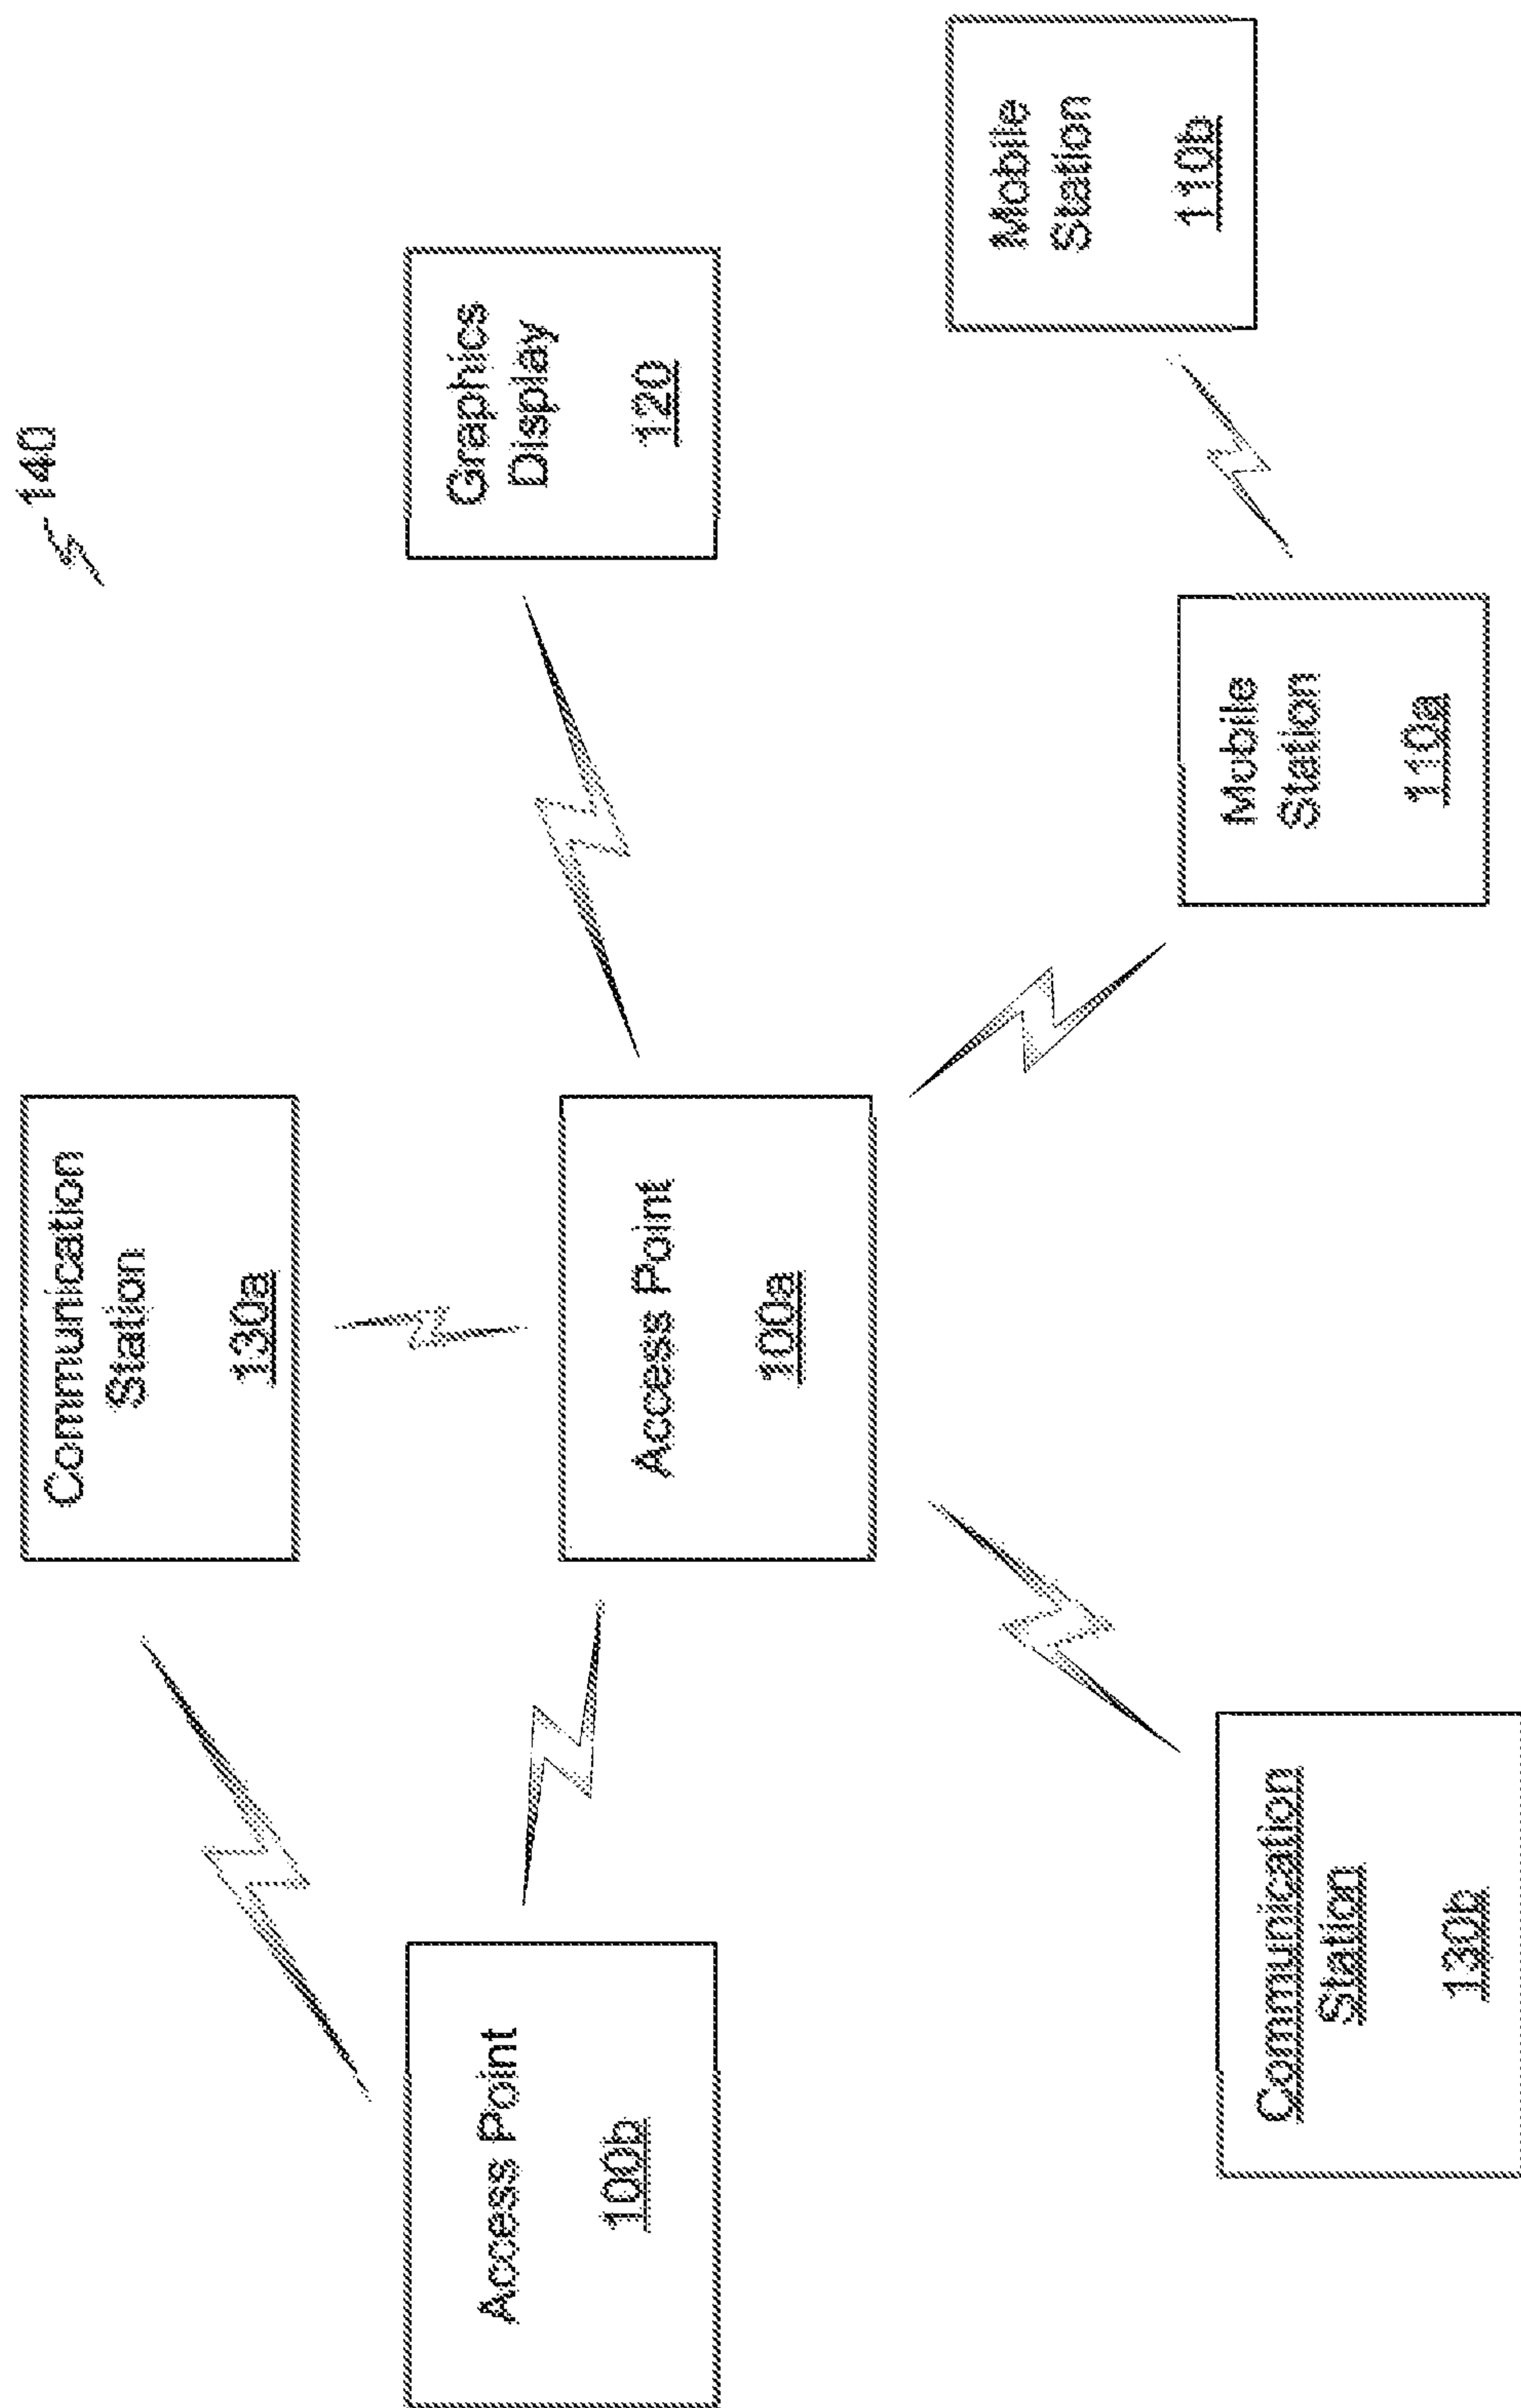 140
Communication
Station
130a
Access Point
100b
Graphics
Display
120
Access Point
100a
Mobile
Station
110b
Mobile
Station
110a
Communication
Station
130b